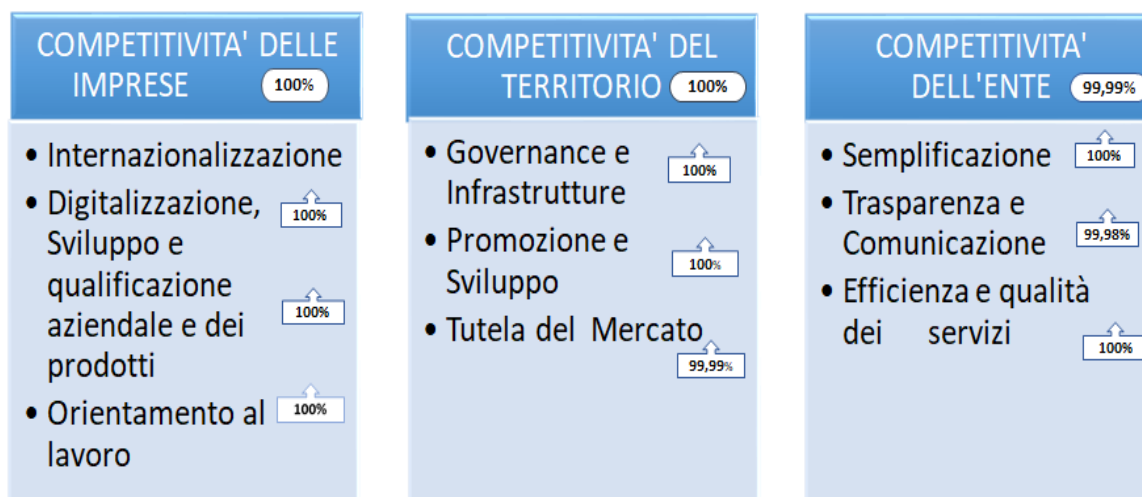 COMPETITIVITA' DELLE
IMPRESE 100%
• Internazionalizzazione
100%
• Digitalizzazione,
Sviluppo e
qualificazione
aziendale e dei
prodotti
100%
• Orientamento al
lavoro
100%
COMPETITIVITA' DEL
TERRITORIO 100%
• Governance e
Infrastrutture
100%
• Promozione e
Sviluppo
100%
• Tutela del Mercato
99,99%
COMPETITIVITA'
DELL'ENTE 99,99%
• Semplificazione 100%
• Trasparenza e
Comunicazione
99,98%
• Efficienza e qualità
dei servizi
100%